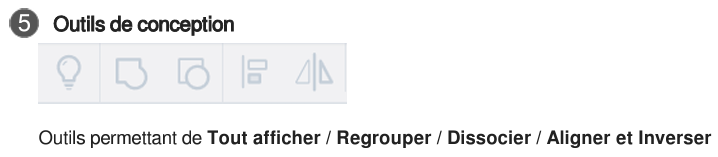 5 Outils de conception
Outils permettant de Tout afficher / Regrouper / Dissocier / Aligner et Inverser